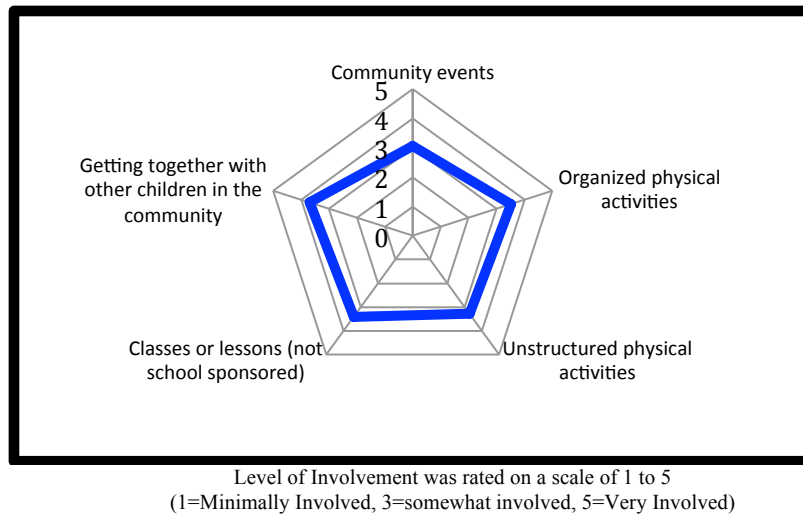 Community events
5
4
3
2
1
0
Getting together with
other children in the
community
Organized physical
activities
Classes or lessons (not
school sponsored)
Unstructured physical
activities
Level of Involvement was rated on a scale of 1 to 5
(1=Minimally Involved, 3=somewhat involved, 5=Very Involved)